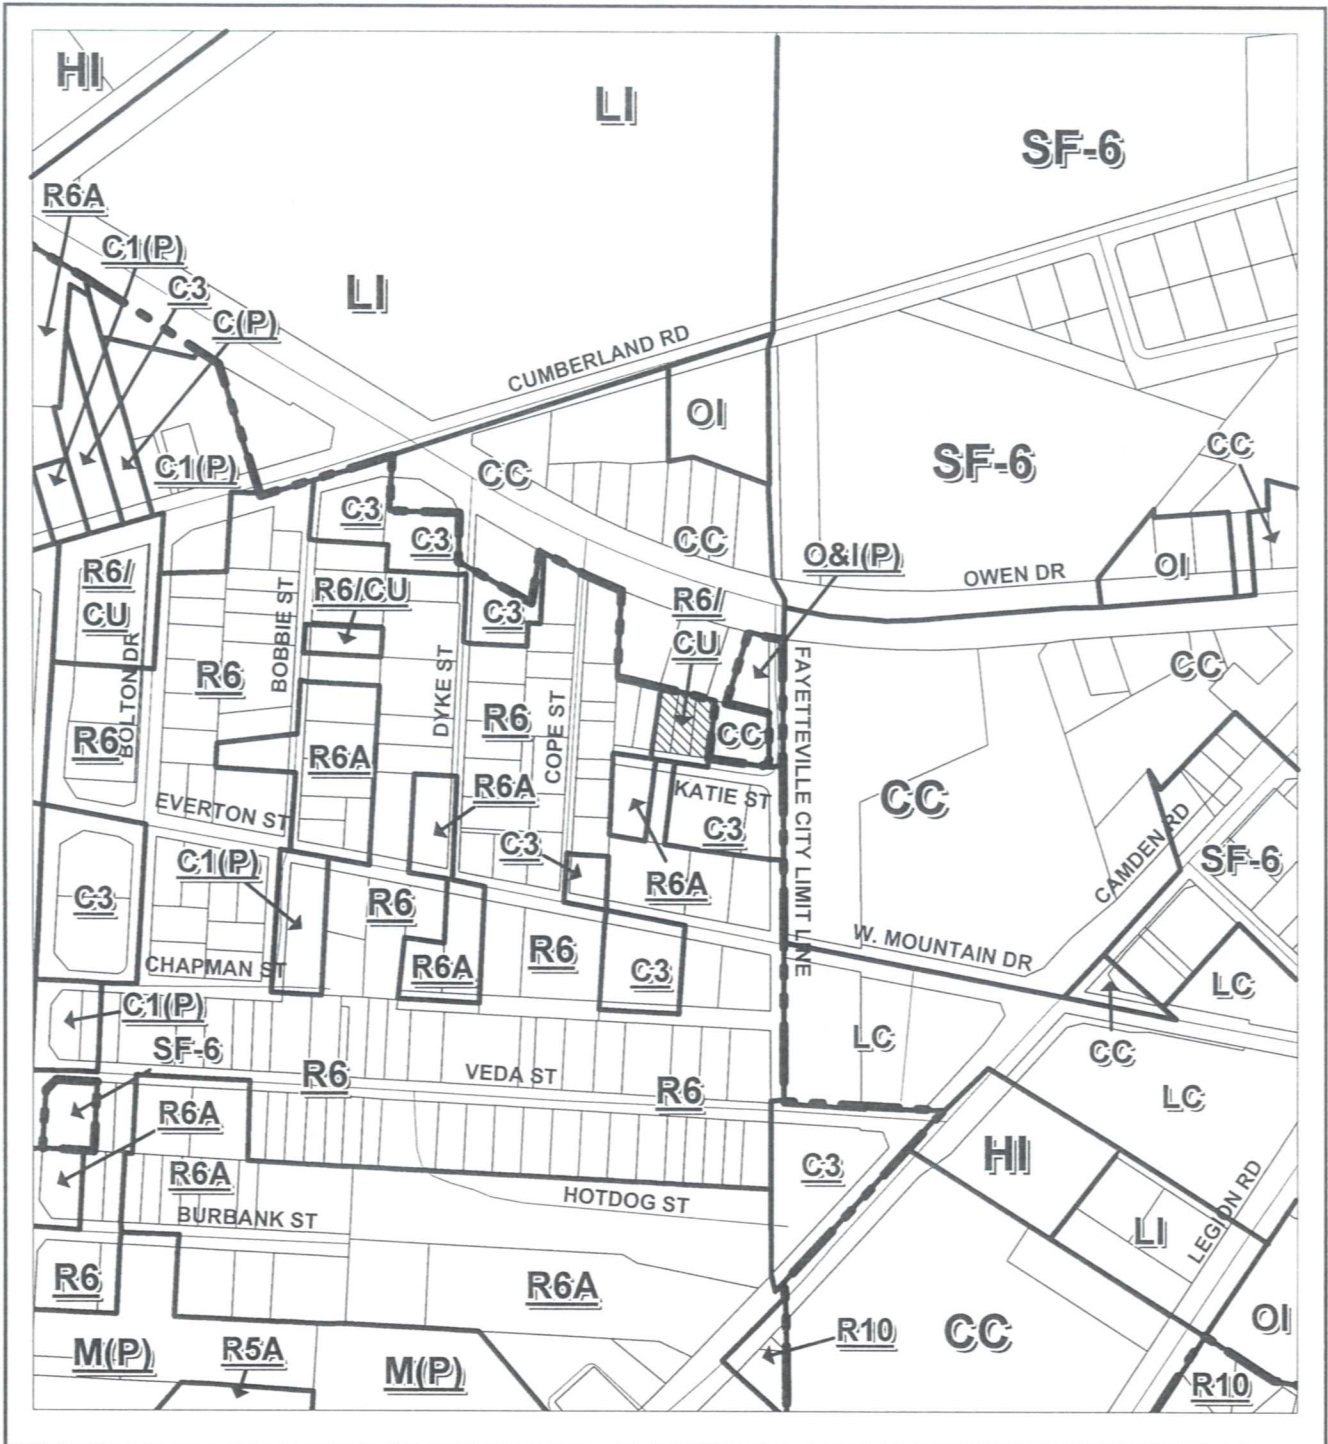 HI
LI
SF-6
R6A
C1(P)
C3
C(P)
LI
CUMBERLAND RD
OI
SF-6
CC
C1(P)
CC
C3
C3
CC
O&I(P)
OI
OWEN DR
R6/
CU
BOLTON DR
BOBBIE ST
R6/CU
C3
R6/
CU
CC
R6
R6
DYKE ST
R6
COPE ST
CC
FAYETTEVILLE CITY LIMIT LINE
R6A
R6A
KATIE ST
CC
EVERTON ST
C3
C3
CAMDEN RD
SF-6
C1(P)
C3
R6
R6A
W. MOUNTAIN DR
CHAPMAN ST
R6A
R6
C3
LC
C1(P)
SF-6
LC
CC
R6
VEDA ST
R6
LC
R6A
C3
HI
R6A
HOTDOG ST
LI
LEGION RD
BURBANK ST
R6
R6A
OI
M(P)
R5A
M(P)
R10
CC
R10